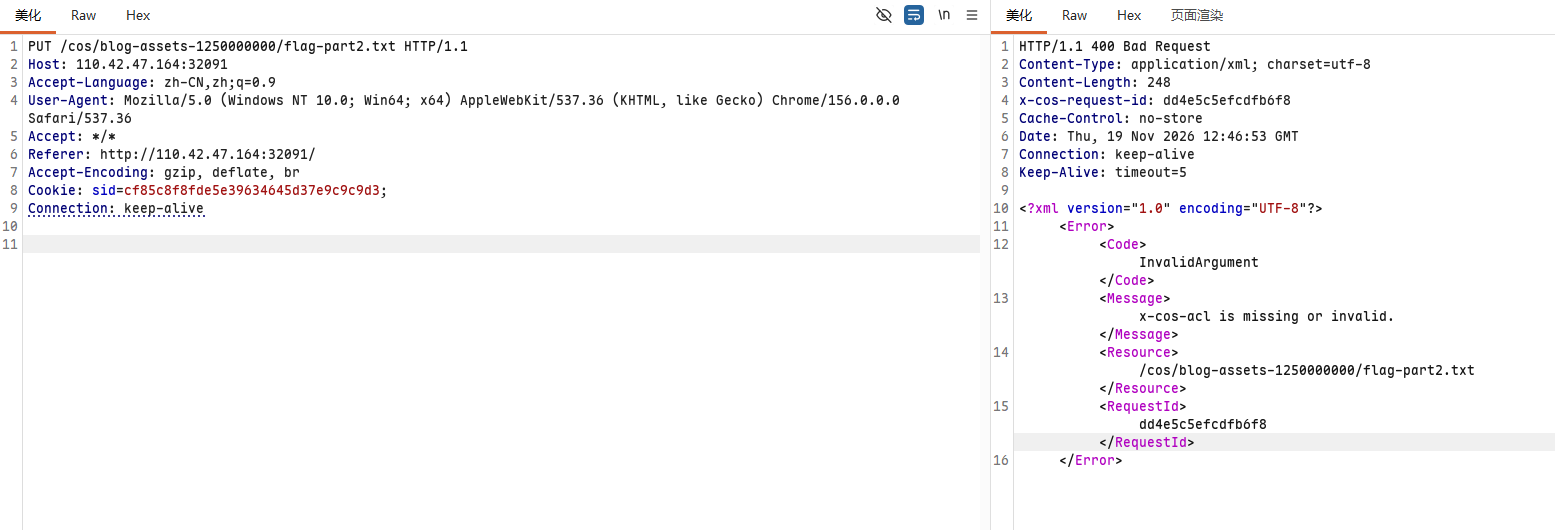 美化 Raw Hex \n
1 PUT /cos/blog-assets-1250000000/flag-part2.txt HTTP/1.1
2 Host: 110.42.47.164:32091
3 Accept-Language: zh-CN,zh;q=0.9
4 User-Agent: Mozilla/5.0 (Windows NT 10.0; Win64; x64) AppleWebKit/537.36 (KHTML, like Gecko) Chrome/156.0.0.0
Safari/537.36
5 Accept: */*
6 Referer: http://110.42.47.164:32091/
7 Accept-Encoding: gzip, deflate, br
8 Cookie: sid=cf85c8f8fde5e39634645d37e9c9c9d3;
9 Connection: keep-alive
10
11
美化 Raw Hex 页面渲染
1 HTTP/1.1 400 Bad Request
2 Content-Type: application/xml; charset=utf-8
3 Content-Length: 248
4 x-cos-request-id: dd4e5c5efcdfb6f8
5 Cache-Control: no-store
6 Date: Thu, 19 Nov 2026 12:46:53 GMT
7 Connection: keep-alive
8 Keep-Alive: timeout=5
9
10 <?xml version="1.0" encoding="UTF-8"?>
11 <Error>
12 <Code>
InvalidArgument
</Code>
13 <Message>
x-cos-acl is missing or invalid.
</Message>
14 <Resource>
/cos/blog-assets-1250000000/flag-part2.txt
</Resource>
15 <RequestId>
dd4e5c5efcdfb6f8
</RequestId>
16 </Error>